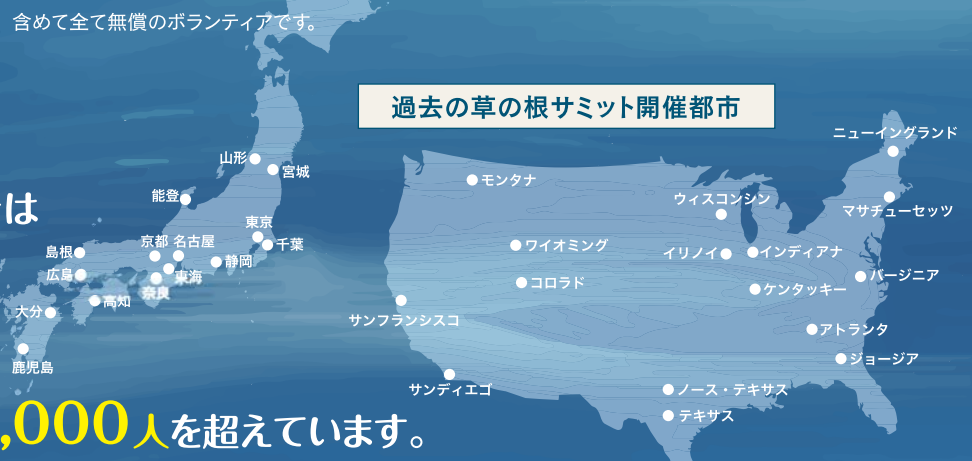 含めて全て無償のボランティアです。
過去の草の根サミット開催都市
山形
宮城
能登
は
東京
千葉
京都 名古屋
島根
静岡
広島
東海
奈良
高知
大分
鹿児島
ニューイングランド
モンタナ
ウィスコンシン
マサチューセッツ
ワイオミング
イリノイ
インディアナ
コロラド
バージニア
ケンタッキー
サンフランシスコ
アトランタ
ジョージア
サンディエゴ
ノース・テキサス
テキサス
,000人を超えています。